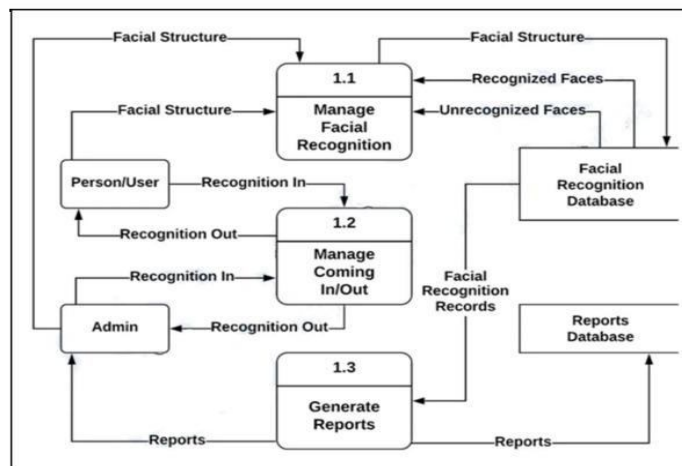 Facial Structure
Facial Structure
1.1
Recognized Faces
Manage
Facial
Recognition
Facial Structure
Unrecognized Faces
Person/User
Recognition In
Facial
Recognition
Database
1.2
Recognition Out
Manage
Coming
In/Out
Recognition In
Facial
Recognition
Records
Admin
Recognition Out
Reports
Database
1.3
Generate
Reports
Reports
Reports